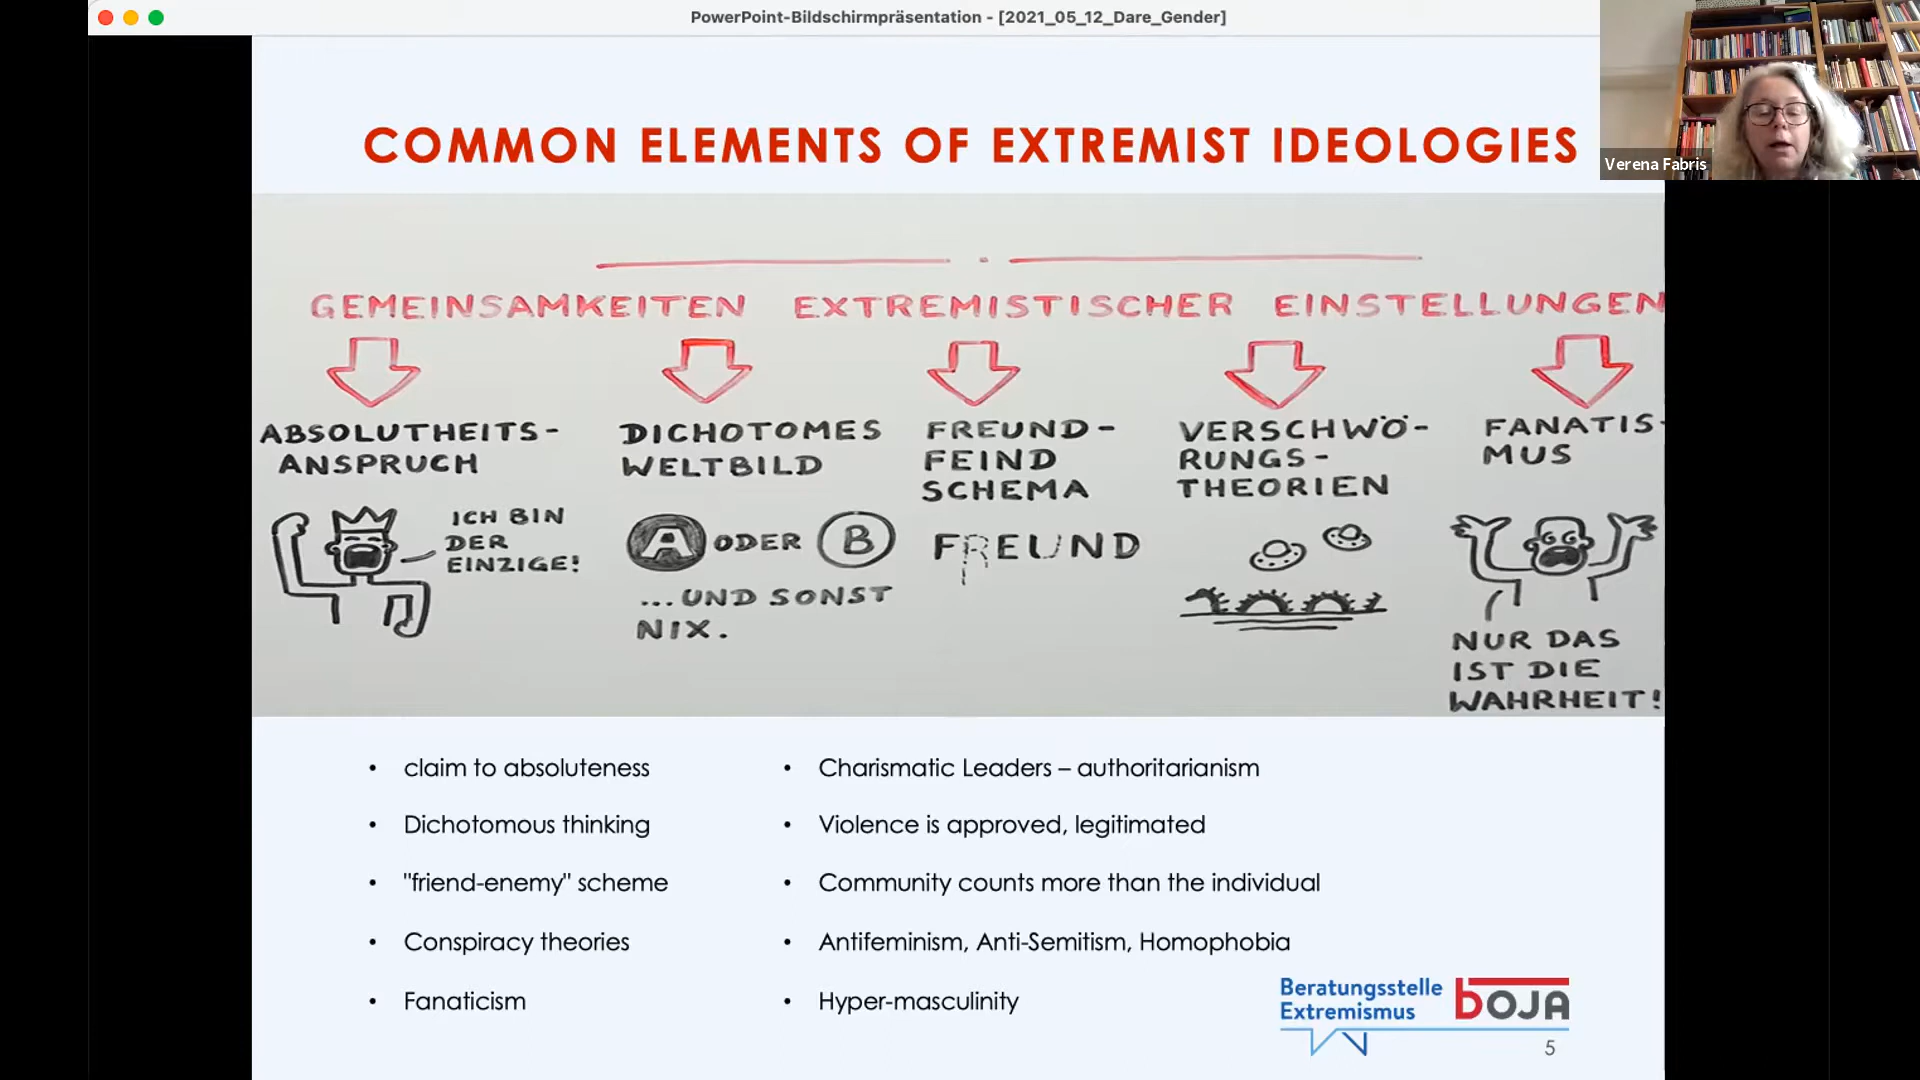 PowerPoint-Bildschirmpräsentation - [2021_05_12_Dare_Gender]
Verena Fabris
COMMON ELEMENTS OF EXTREMIST IDEOLOGIES
GEMEINSAMKEITEN EXTREMISTISCHER EINSTELLUNGEN
ABSOLUTHEITS-
ANSPRUCH
ICH BIN
DER
EINZIGE!
DICHOTOMES
WELTBILD
A ODER B
...UND SONST
NIX.
FREUND-
FEIND
SCHEMA
FREUND
VERSCHWÖ-
RUNGS-
THEORIEN
FANATIS-
MUS
NUR DAS
IST DIE
WAHRHEIT!
• claim to absoluteness
• Dichotomous thinking
• "friend-enemy" scheme
• Conspiracy theories
• Fanaticism
• Charismatic Leaders – authoritarianism
• Violence is approved, legitimated
• Community counts more than the individual
• Antifeminism, Anti-Semitism, Homophobia
• Hyper-masculinity
Beratungsstelle
Extremismus
bOJA
5